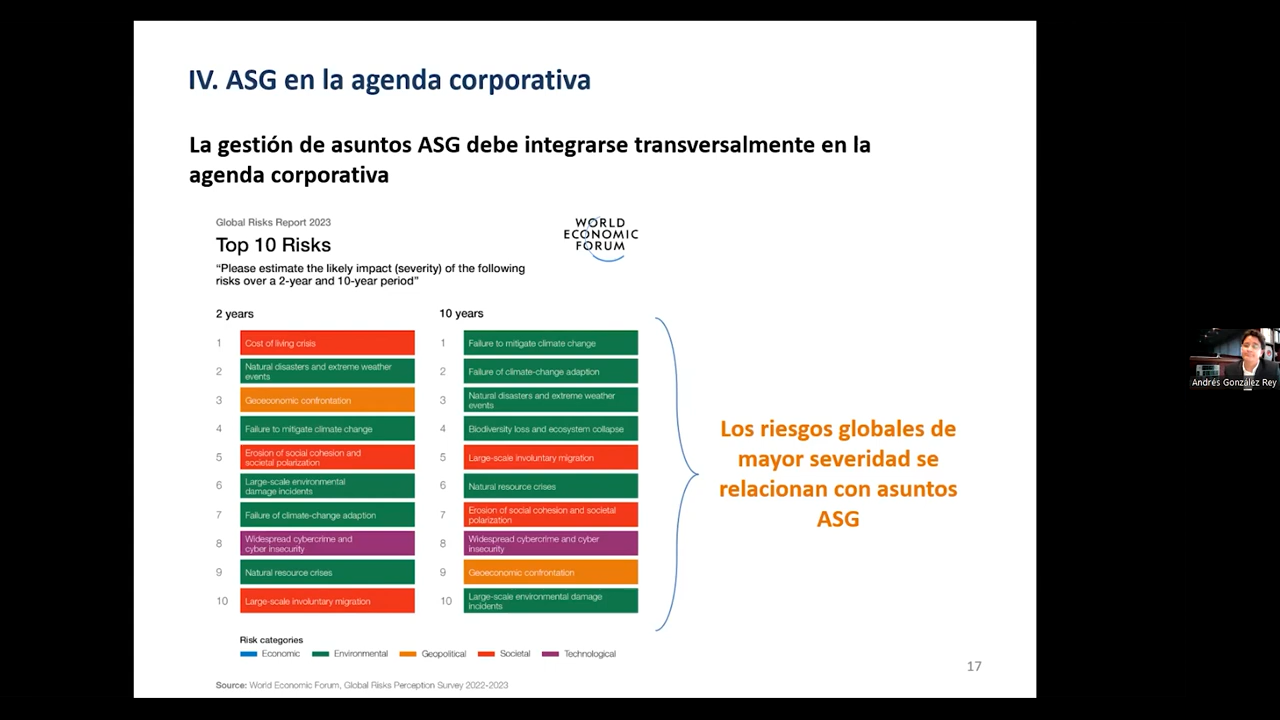 IV. ASG en la agenda corporativa
La gestión de asuntos ASG debe integrarse transversalmente en la
agenda corporativa
Global Risks Report 2023
Top 10 Risks
“Please estimate the likely impact (severity) of the following
risks over a 2-year and 10-year period”
WORLD
ECONOMIC
FORUM
2 years
1 Cost of living crisis
2 Natural disasters and extreme weather
events
3 Geoeconomic confrontation
4 Failure to mitigate climate change
5 Erosion of social cohesion and
societal polarization
6 Large-scale environmental
damage incidents
7 Failure of climate-change adaption
8 Widespread cybercrime and
cyber insecurity
9 Natural resource crises
10 Large-scale involuntary migration
10 years
1 Failure to mitigate climate change
2 Failure of climate-change adaption
3 Natural disasters and extreme weather
events
4 Biodiversity loss and ecosystem collapse
5 Large-scale involuntary migration
6 Natural resource crises
7 Erosion of social cohesion and societal
polarization
8 Widespread cybercrime and cyber
insecurity
9 Geoeconomic confrontation
10 Large-scale environmental damage
incidents
Risk categories
Economic Environmental Geopolitical Societal Technological
Source: World Economic Forum, Global Risks Perception Survey 2022-2023
Los riesgos globales de
mayor severidad se
relacionan con asuntos
ASG
17
Andrés González Rey